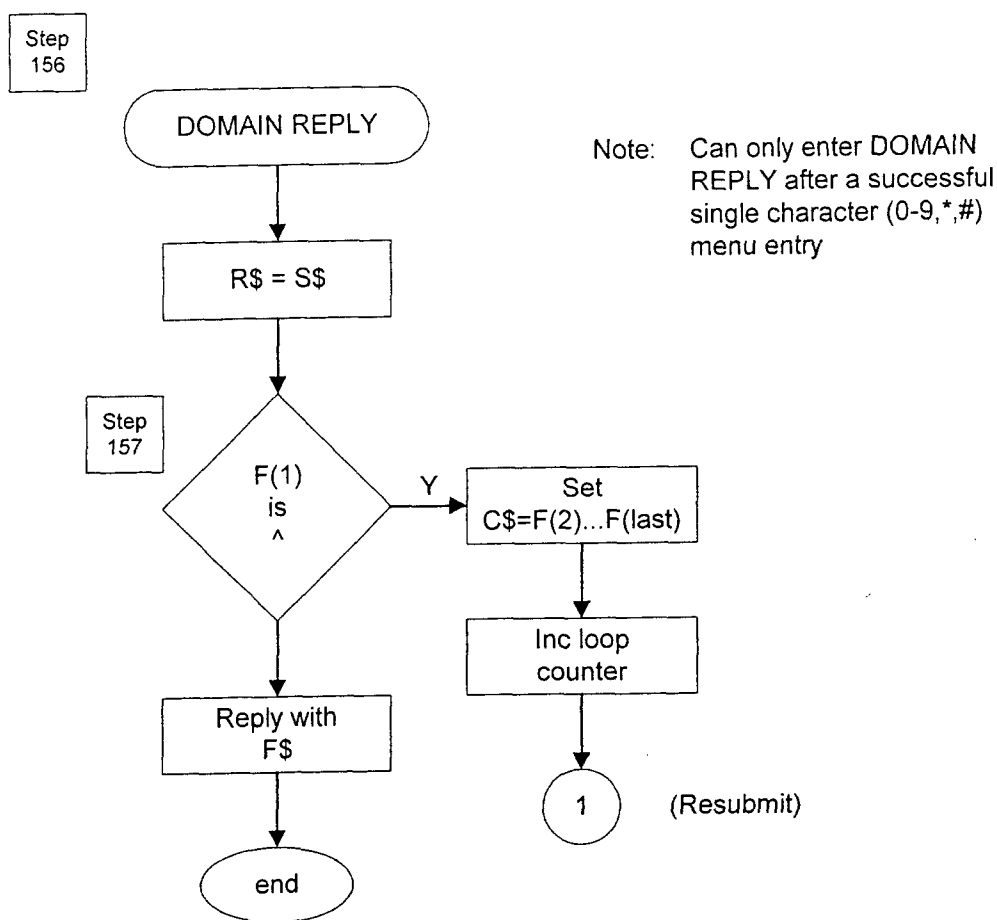 Step
156
DOMAIN REPLY
Note: Can only enter DOMAIN
REPLY after a successful
single character (0-9,*,#)
menu entry
R$ = S$
Step
157
F(1)
is
^
Y
Set
C$=F(2)...F(last)
Inc loop
counter
Reply with
F$
1 (Resubmit)
end